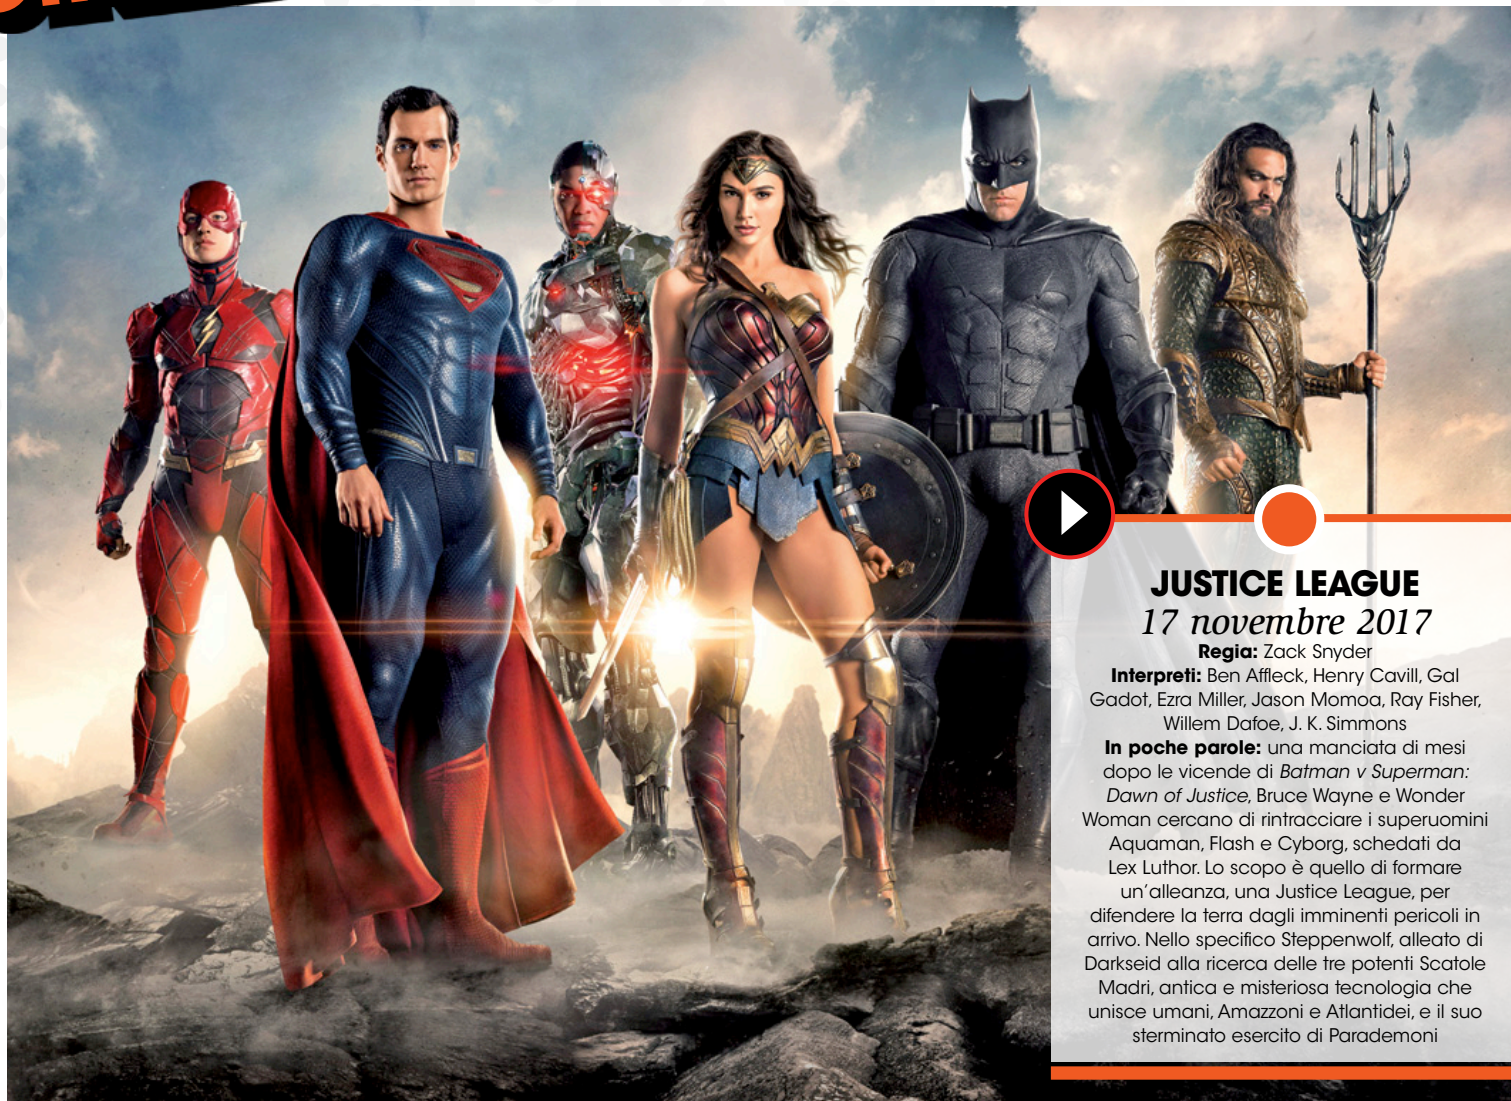 JUSTICE LEAGUE
17 novembre 2017
Regia: Zack Snyder
Interpreti: Ben Affleck, Henry Cavill, Gal
Gadot, Ezra Miller, Jason Momoa, Ray Fisher,
Willem Dafoe, J. K. Simmons
In poche parole: una manciata di mesi
dopo le vicende di Batman v Superman:
Dawn of Justice, Bruce Wayne e Wonder
Woman cercano di rintracciare i superuomini
Aquaman, Flash e Cyborg, schedati da
Lex Luthor. Lo scopo è quello di formare
un'alleanza, una Justice League, per
difendere la terra dagli imminenti pericoli in
arrivo. Nello specifico Steppenwolf, alleato di
Darkseid alla ricerca delle tre potenti Scatole
Madri, antica e misteriosa tecnologia che
unisce umani, Amazzoni e Atlantidei, e il suo
sterminato esercito di Parademoni